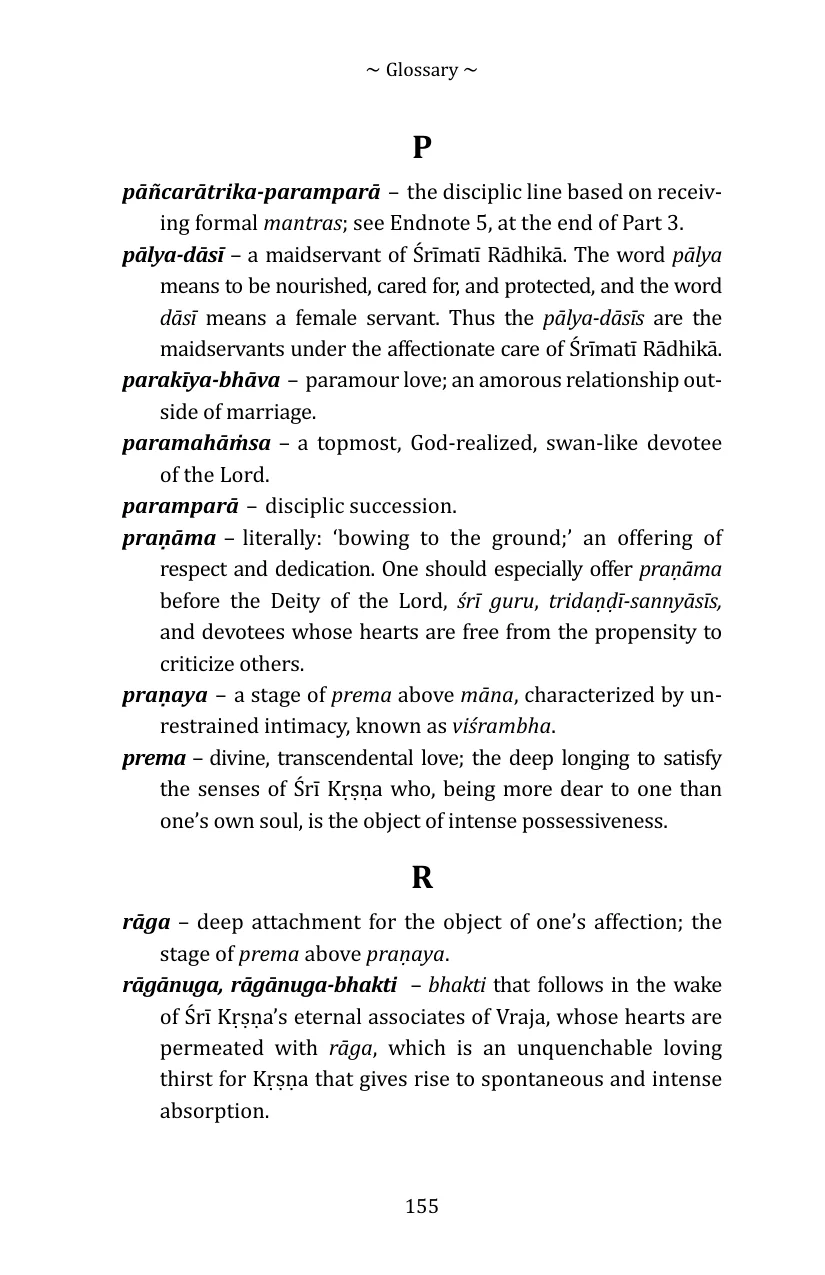 ~ Glossary ~
P
pāñcarātrika-paramparā – the disciplic line based on receiv-
ing formal mantras; see Endnote 5, at the end of Part 3.
pālya-dāsī – a maidservant of Śrīmatī Rādhikā. The word pālya
means to be nourished, cared for, and protected, and the word
dāsī means a female servant. Thus the pālya-dāsīs are the
maidservants under the affectionate care of Śrīmatī Rādhikā.
parakīya-bhāva – paramour love; an amorous relationship out-
side of marriage.
paramahāṁsa – a topmost, God-realized, swan-like devotee
of the Lord.
paramparā – disciplic succession.
praṇāma – literally: ‘bowing to the ground;’ an offering of
respect and dedication. One should especially offer praṇāma
before the Deity of the Lord, śrī guru, tridaṇḍī-sannyāsīs,
and devotees whose hearts are free from the propensity to
criticize others.
praṇaya – a stage of prema above māna, characterized by un-
restrained intimacy, known as viśrambha.
prema – divine, transcendental love; the deep longing to satisfy
the senses of Śrī Kṛṣṇa who, being more dear to one than
one’s own soul, is the object of intense possessiveness.
R
rāga – deep attachment for the object of one’s affection; the
stage of prema above praṇaya.
rāgānuga, rāgānuga-bhakti – bhakti that follows in the wake
of Śrī Kṛṣṇa’s eternal associates of Vraja, whose hearts are
permeated with rāga, which is an unquenchable loving
thirst for Kṛṣṇa that gives rise to spontaneous and intense
absorption.
155